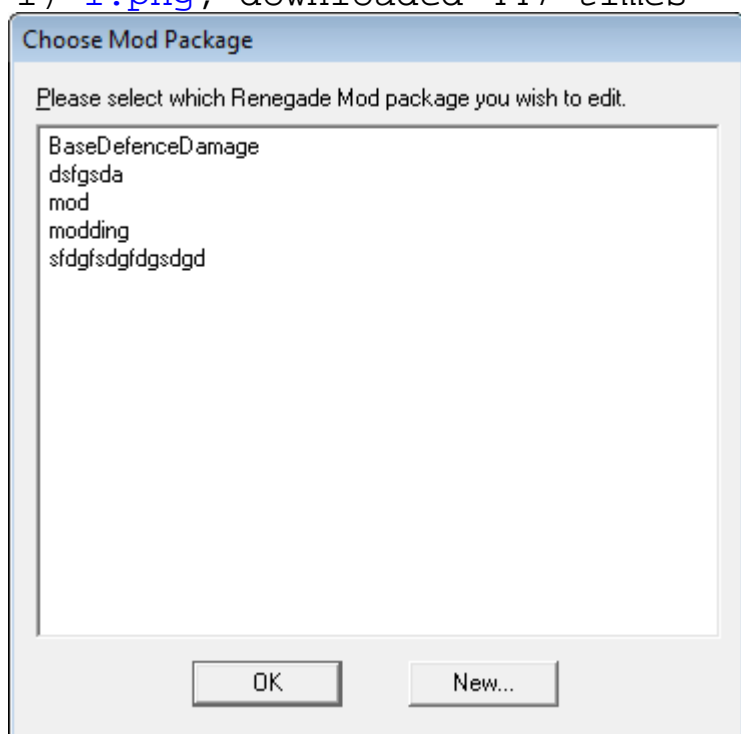 1) 1.png, downloaded 447 times
Choose Mod Package
Please select which Renegade Mod package you wish to edit.
BaseDefenceDamage
dsfgsda
mod
modding
sfdgfsdgfdgsdgd
OK
New...